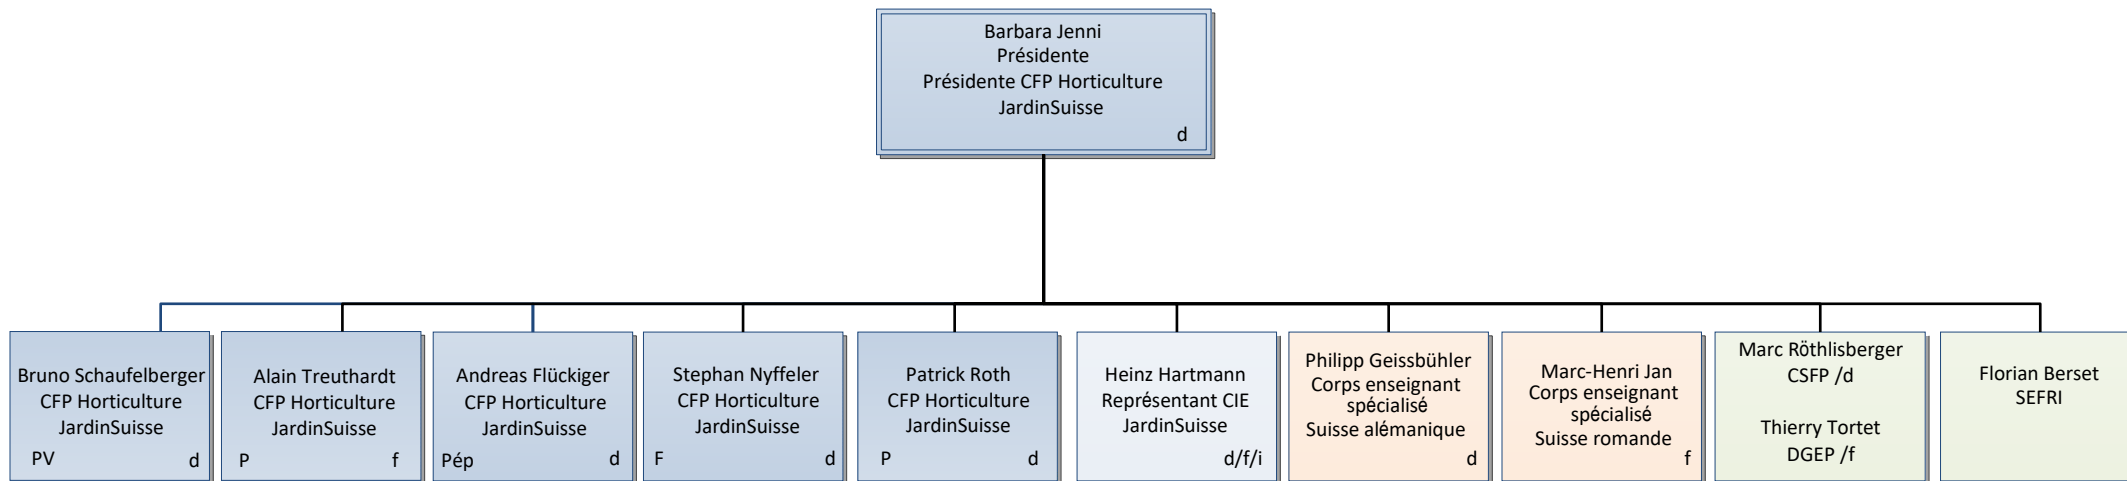 Barbara Jenni
Présidente
Présidente CFP Horticulture
JardinSuisse
d
Bruno Schaufelberger
CFP Horticulture
JardinSuisse
PV d
Alain Treuthardt
CFP Horticulture
JardinSuisse
P f
Andreas Flückiger
CFP Horticulture
JardinSuisse
Pép d
Stephan Nyffeler
CFP Horticulture
JardinSuisse
F d
Patrick Roth
CFP Horticulture
JardinSuisse
P d
Heinz Hartmann
Représentant CIE
JardinSuisse
d/f/i
Philipp Geissbühler
Corps enseignant
spécialisé
Suisse alémanique
d
Marc-Henri Jan
Corps enseignant
spécialisé
Suisse romande
f
Marc Röthlisberger
CSFP /d
Thierry Tortet
DGEP /f
Florian Berset
SEFRI